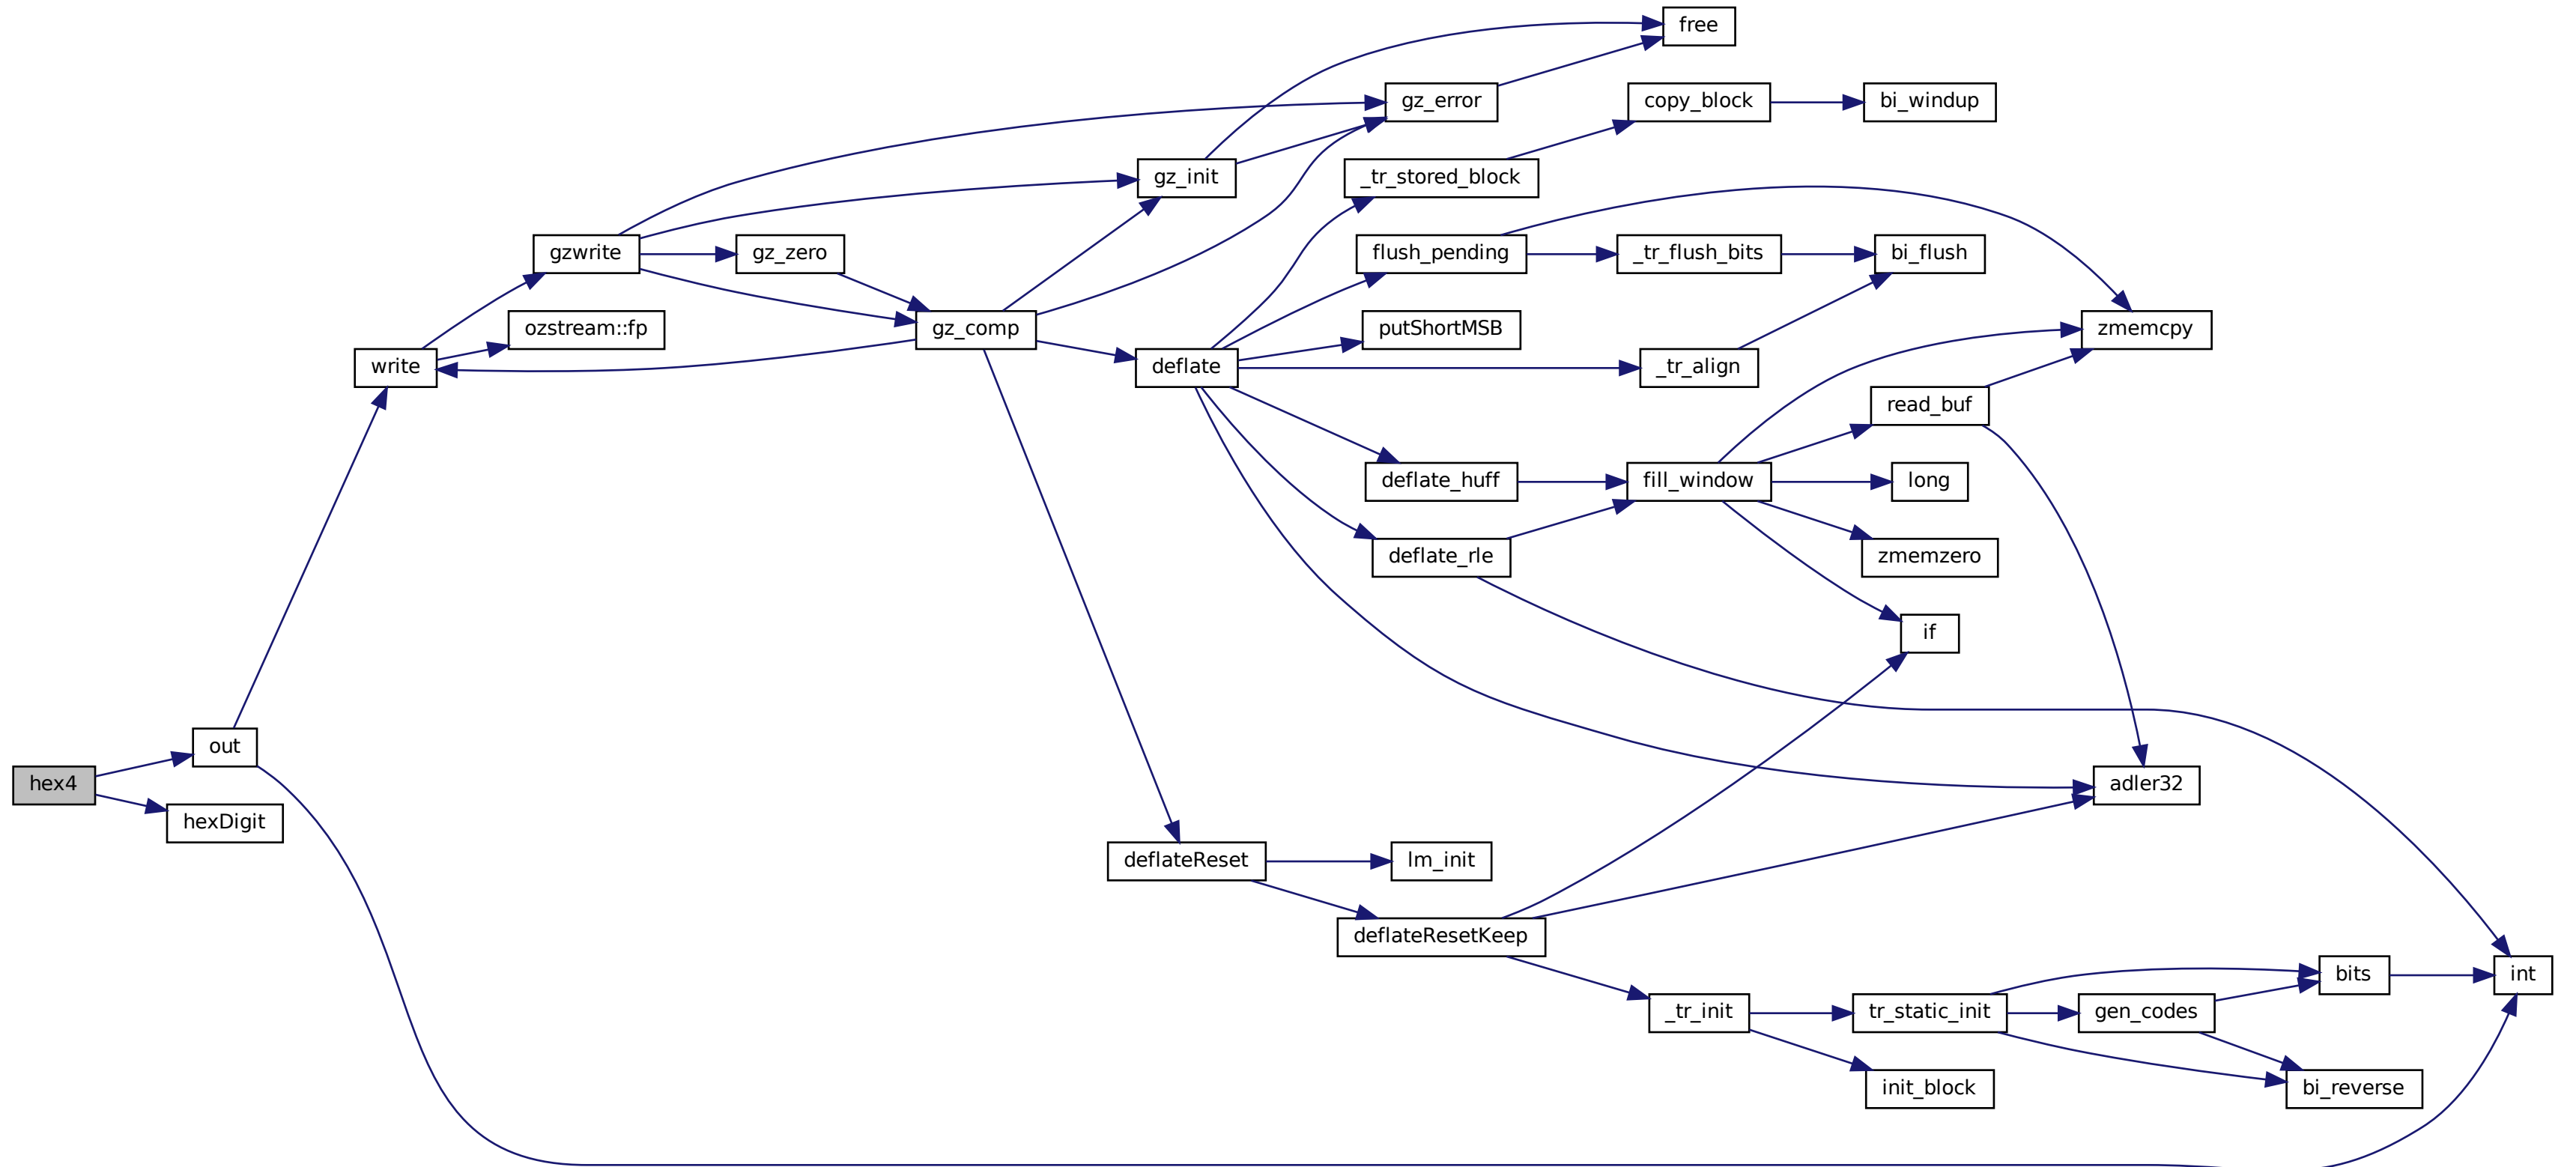 free
gz_error
copy_block
bi_windup
gz_init
_tr_stored_block
gzwrite
gz_zero
flush_pending
_tr_flush_bits
bi_flush
ozstream::fp
gz_comp
putShortMSB
zmemcpy
write
deflate
_tr_align
read_buf
deflate_huff
fill_window
long
deflate_rle
zmemzero
if
out
hex4
adler32
hexDigit
deflateReset
lm_init
deflateResetKeep
bits
int
_tr_init
tr_static_init
gen_codes
init_block
bi_reverse